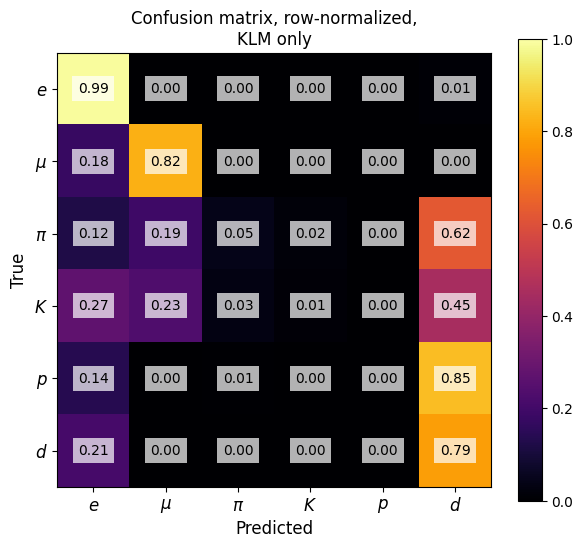 Confusion matrix, row-normalized,
KLM only
True
e 0.99 0.00 0.00 0.00 0.00 0.01
μ 0.18 0.82 0.00 0.00 0.00 0.00
π 0.12 0.19 0.05 0.02 0.00 0.62
K 0.27 0.23 0.03 0.01 0.00 0.45
p 0.14 0.00 0.01 0.00 0.00 0.85
d 0.21 0.00 0.00 0.00 0.00 0.79
e μ π K p d
Predicted
1.0
0.8
0.6
0.4
0.2
0.0